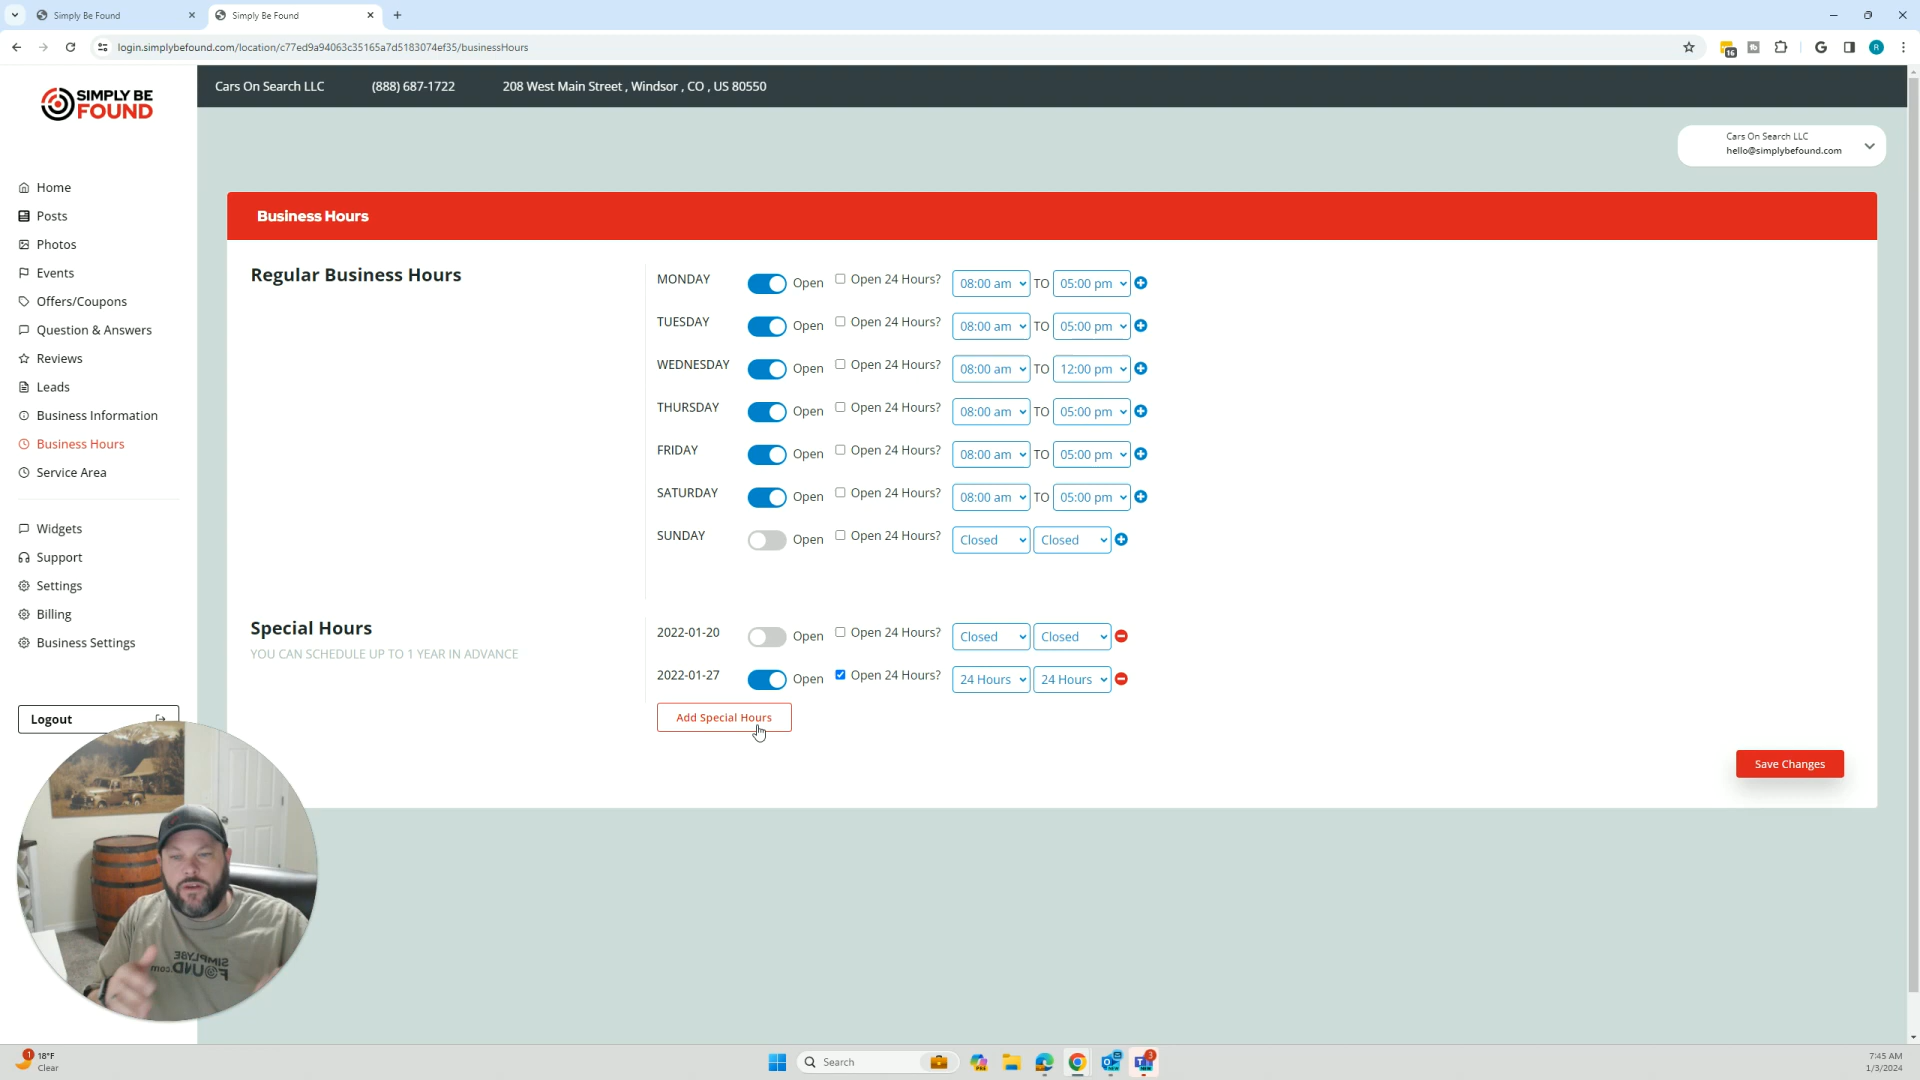 Simply Be Found
Simply Be Found
login.simplybefound.com/location/c77ed9a94063c35165a7d5183074ef35/businessHours
16
R
SIMPLY BE
FOUND
Cars On Search LLC
(888) 687-1722
208 West Main Street , Windsor , CO , US 80550
Cars On Search LLC
hello@simplybefound.com
Home
Posts
Photos
Events
Offers/Coupons
Question & Answers
Reviews
Leads
Business Information
Business Hours
Service Area
Widgets
Support
Settings
Billing
Business Settings
Logout
Business Hours
Regular Business Hours
MONDAY Open Open 24 Hours? 08:00 am TO 05:00 pm
TUESDAY Open Open 24 Hours? 08:00 am TO 05:00 pm
WEDNESDAY Open Open 24 Hours? 08:00 am TO 12:00 pm
THURSDAY Open Open 24 Hours? 08:00 am TO 05:00 pm
FRIDAY Open Open 24 Hours? 08:00 am TO 05:00 pm
SATURDAY Open Open 24 Hours? 08:00 am TO 05:00 pm
SUNDAY Open Open 24 Hours? Closed Closed
Special Hours
YOU CAN SCHEDULE UP TO 1 YEAR IN ADVANCE
2022-01-20 Open Open 24 Hours? Closed Closed
2022-01-27 Open Open 24 Hours? 24 Hours 24 Hours
Add Special Hours
Save Changes
SIMPLYBE
FOUND.com
1
18°F
Clear
Search
PRE
NEW
NEW
3
7:45 AM
1/3/2024